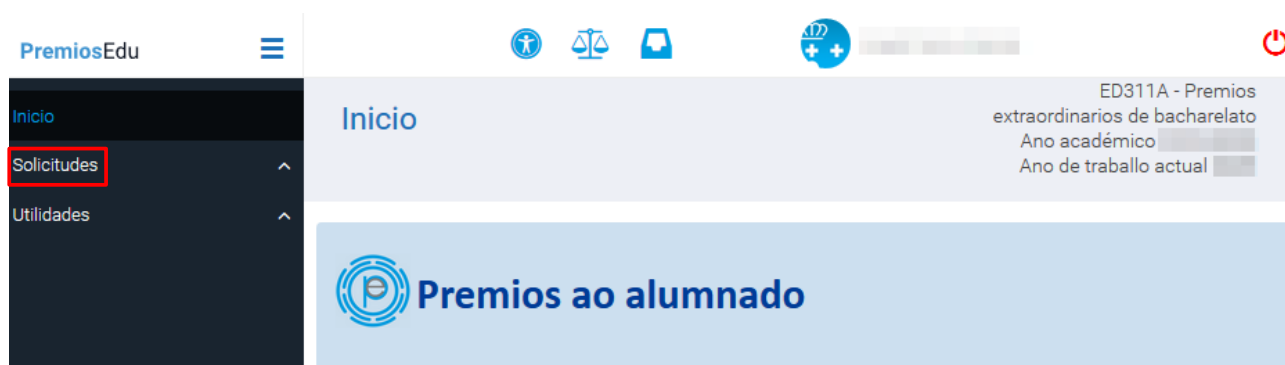 PremiosEdu
Inicio
Solicitudes
Utilidades
Inicio
ED311A - Premios
extraordinarios de bacharelato
Ano académico
Ano de traballo actual
Premios ao alumnado